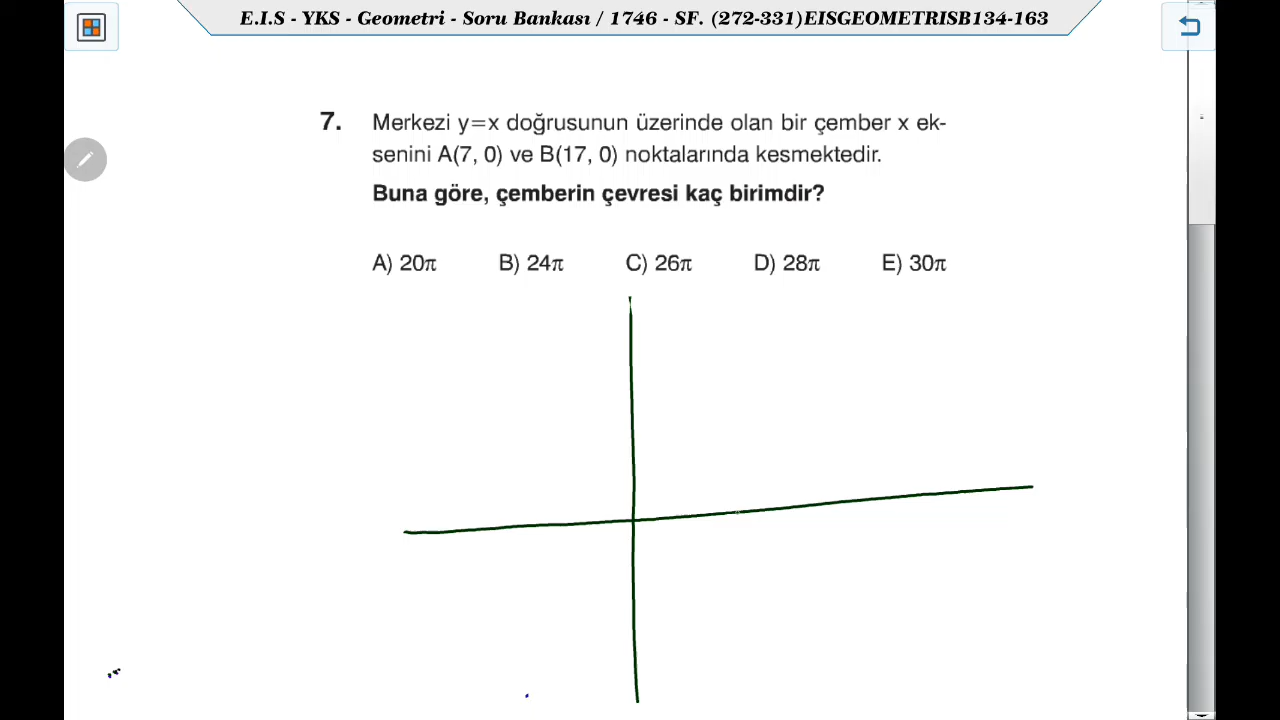 E.I.S - YKS - Geometri - Soru Bankası / 1746 - SF. (272-331)EISGEOMETRISB134-163
7. Merkezi y=x doğrusunun üzerinde olan bir çember x ek-
senini A(7, 0) ve B(17, 0) noktalarında kesmektedir.
Buna göre, çemberin çevresi kaç birimdir?
A) 20π B) 24π C) 26π D) 28π E) 30π